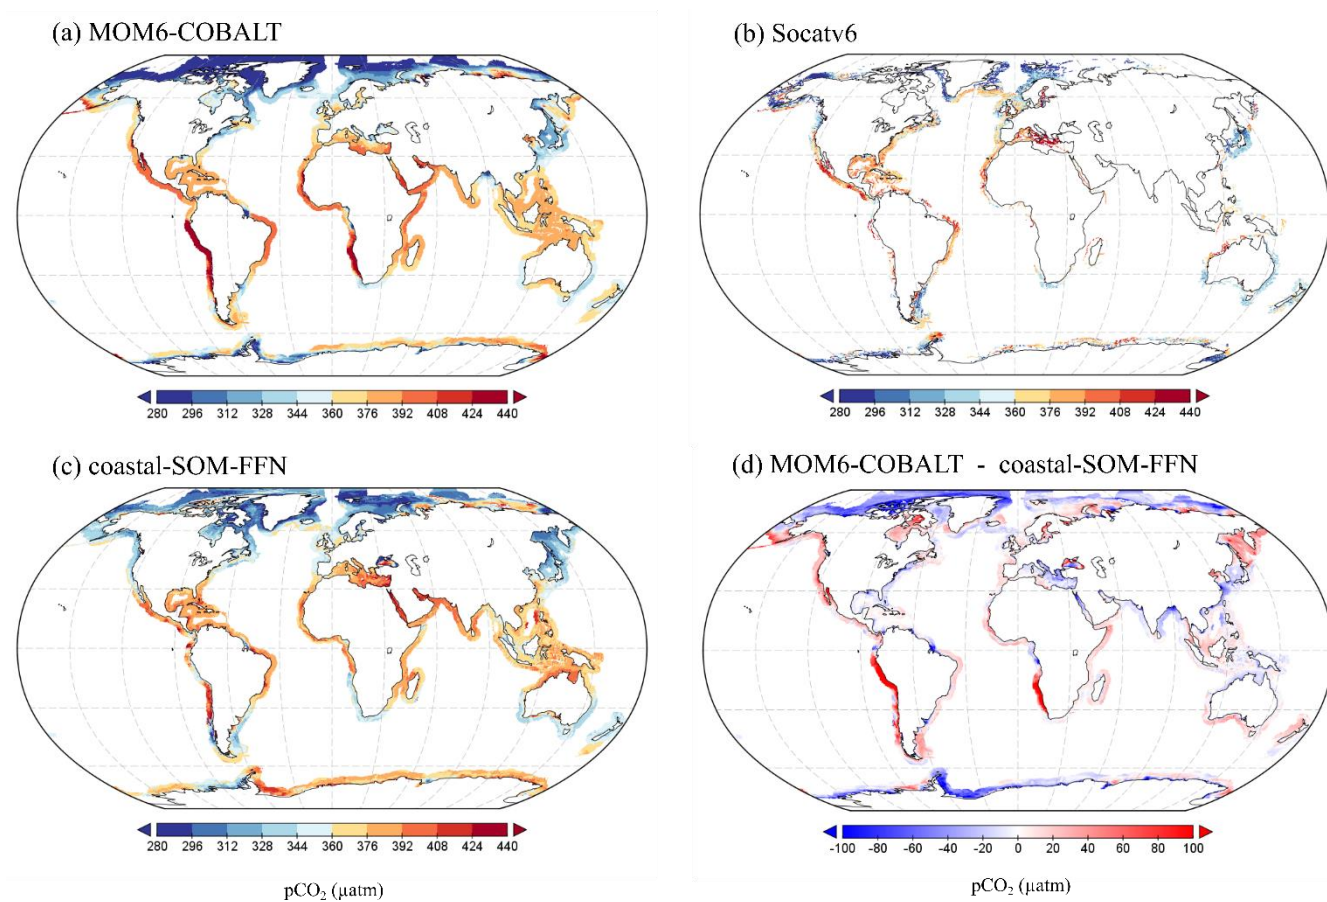 (a) MOM6-COBALT
(b) Socatv6
280 296 312 328 344 360 376 392 408 424 440
280 296 312 328 344 360 376 392 408 424 440
(c) coastal-SOM-FFN
(d) MOM6-COBALT - coastal-SOM-FFN
280 296 312 328 344 360 376 392 408 424 440
-100 -80 -60 -40 -20 0 20 40 60 80 100
pCO₂ (µatm)
pCO₂ (µatm)